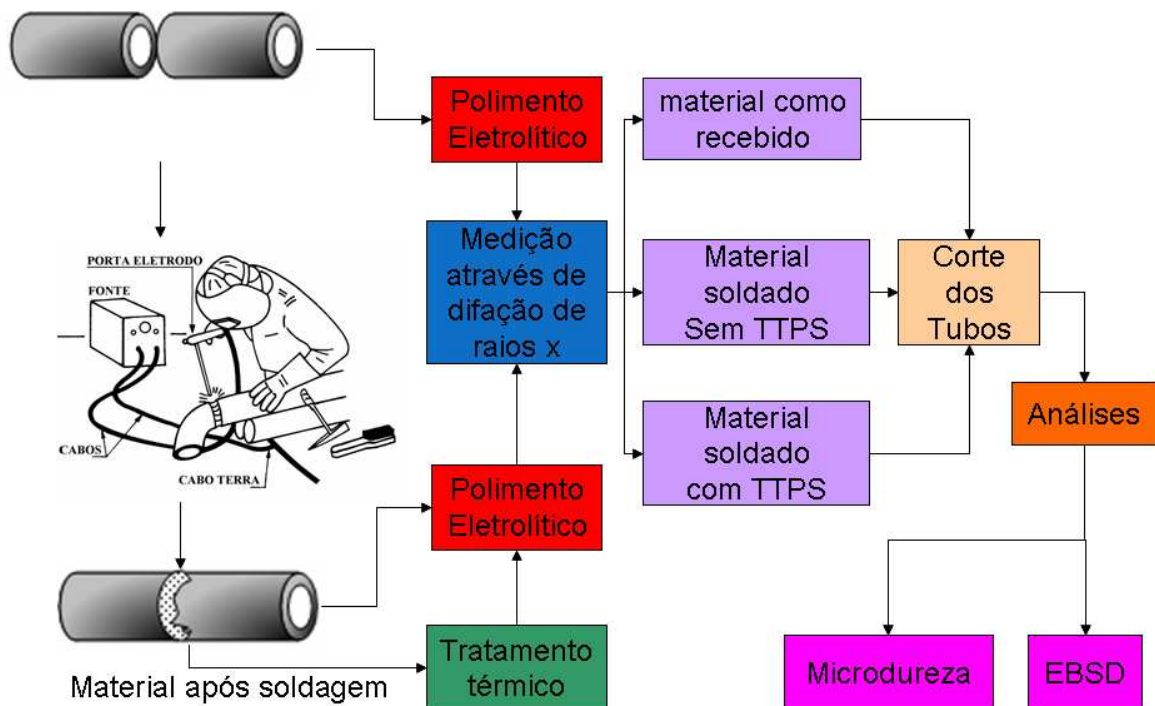 Polimento
Eletrolítico
material como
recebido
Medição
através de
difação de
raios x
Material
soldado
Sem TTPS
Corte
dos
Tubos
PORTA ELETRODO
FONTE
CABOS
CABO TERRA
Material
soldado
com TTPS
Análises
Polimento
Eletrolítico
Tratamento
térmico
Material após soldagem
Microdureza
EBSD